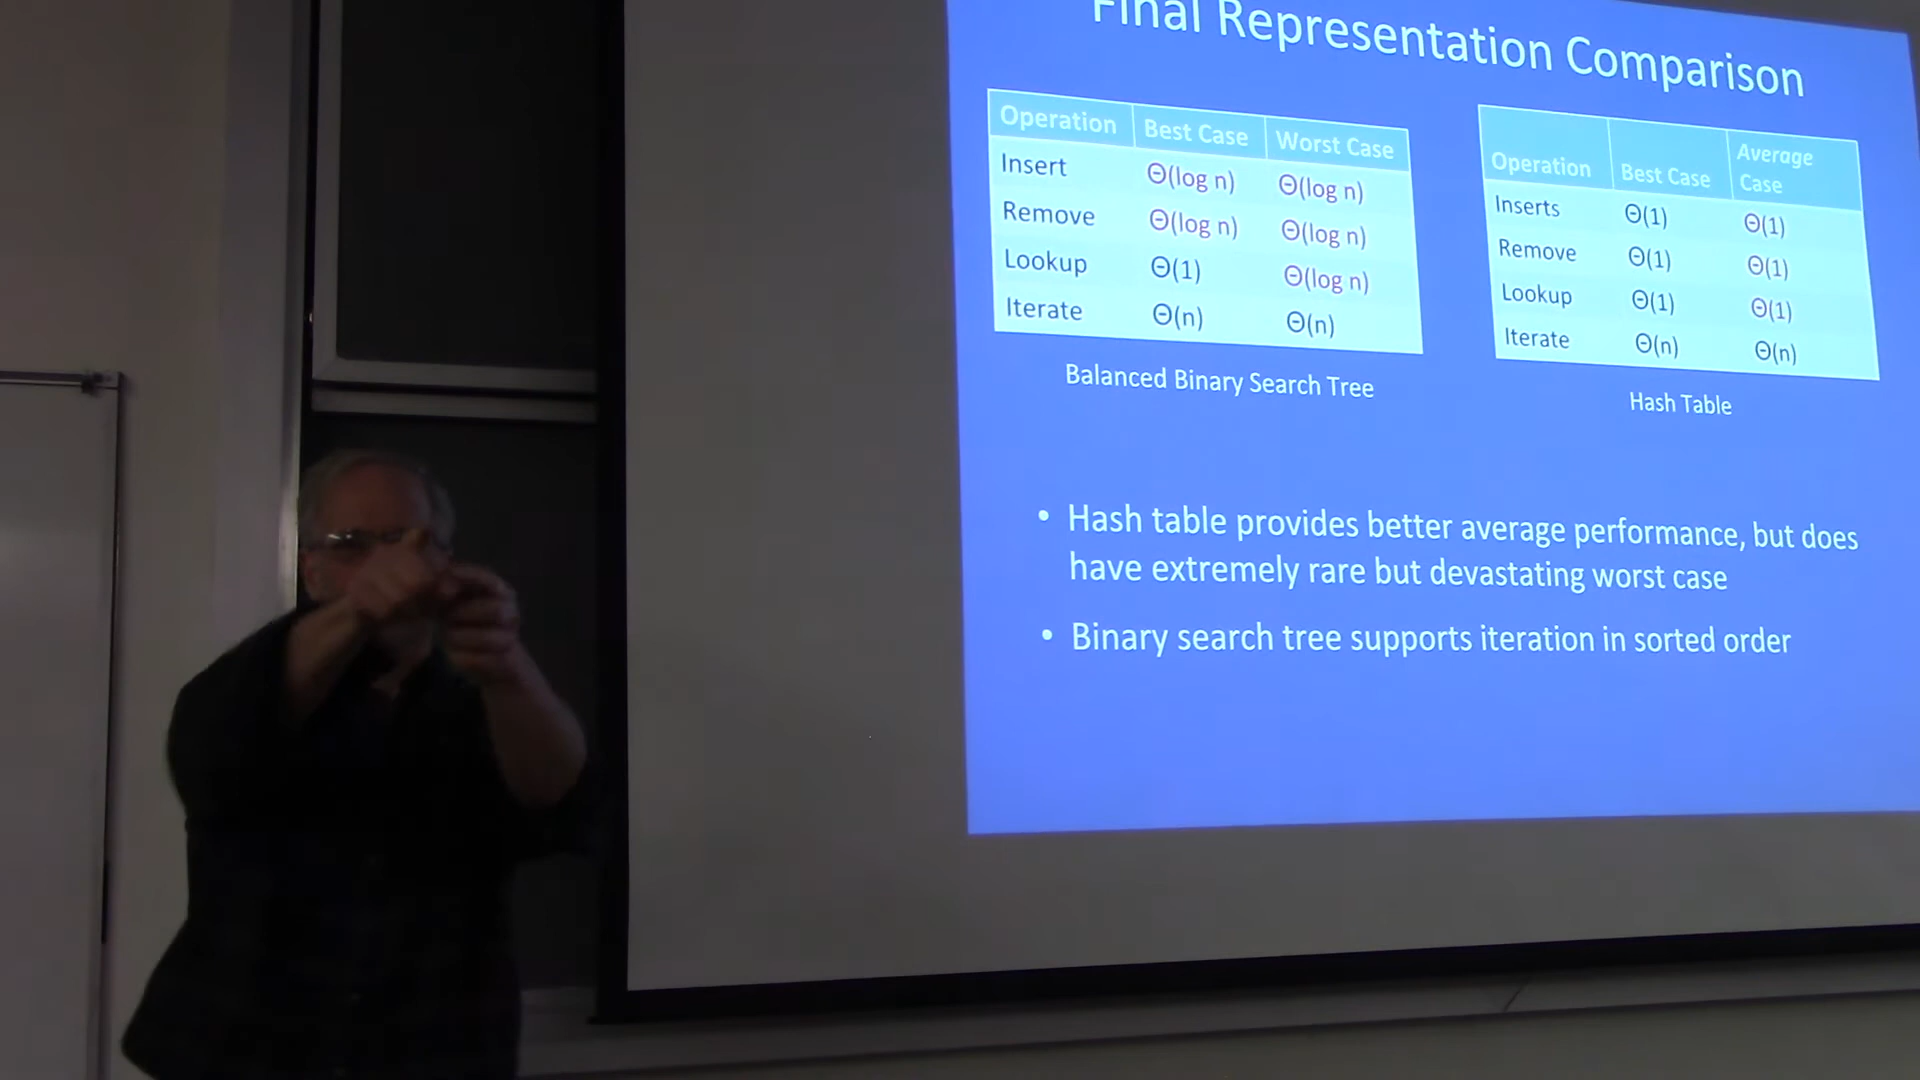 Final Representation Comparison
Operation Best Case Worst Case
Insert Θ(log n) Θ(log n)
Remove Θ(log n) Θ(log n)
Lookup Θ(1) Θ(log n)
Iterate Θ(n) Θ(n)
Balanced Binary Search Tree
Operation Best Case Average Case
Inserts Θ(1) Θ(1)
Remove Θ(1) Θ(1)
Lookup Θ(1) Θ(1)
Iterate Θ(n) Θ(n)
Hash Table
• Hash table provides better average performance, but does
have extremely rare but devastating worst case
• Binary search tree supports iteration in sorted order